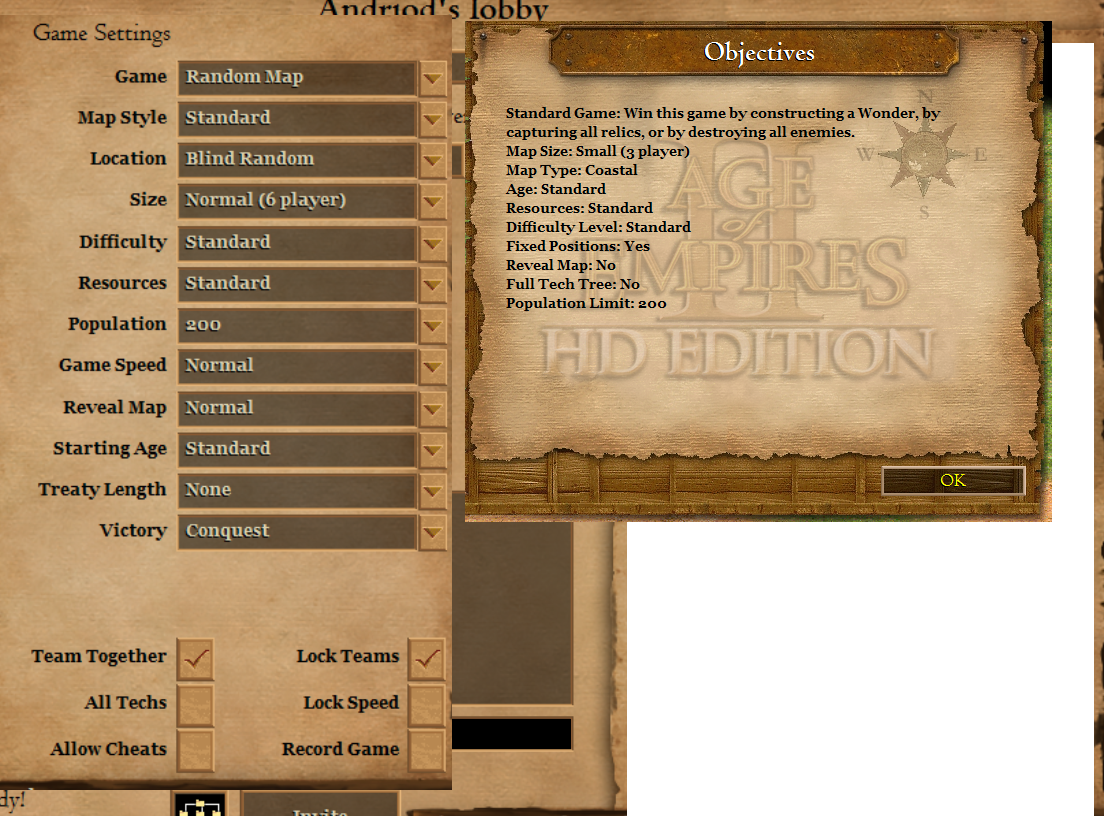 Andriod's lobby
Game Settings
Game Random Map
Map Style Standard
Location Blind Random
Size Normal (6 player)
Difficulty Standard
Resources Standard
Population 200
Game Speed Normal
Reveal Map Normal
Starting Age Standard
Treaty Length None
Victory Conquest
Team Together Lock Teams
All Techs Lock Speed
Allow Cheats Record Game
dy!
Invite
Objectives
Standard Game: Win this game by constructing a Wonder, by
capturing all relics, or by destroying all enemies.
Map Size: Small (3 player)
Map Type: Coastal
Age: Standard
Resources: Standard
Difficulty Level: Standard
Fixed Positions: Yes
Reveal Map: No
Full Tech Tree: No
Population Limit: 200
N
W E
S
AGE
of
EMPIRES
II
HD EDITION
OK